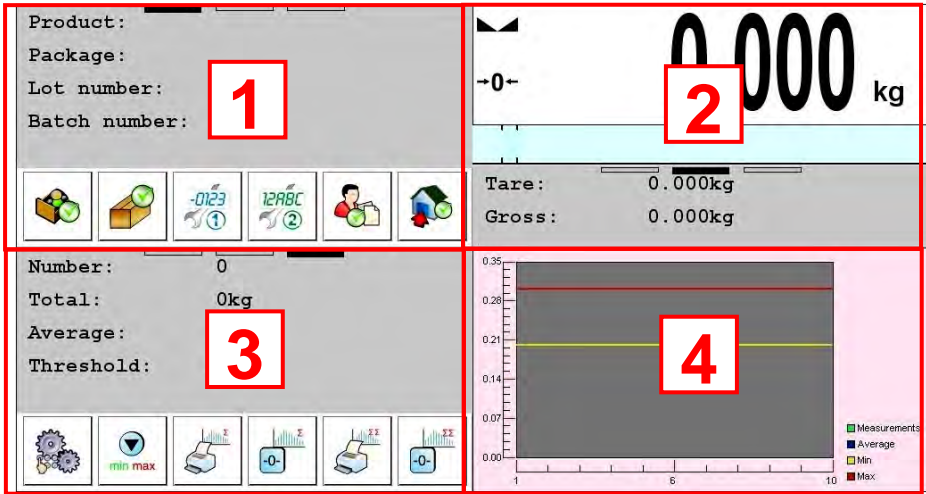 Product:
Package:
Lot number:
Batch number:
1
-0123
1
12ABC
2
→0←
0.000 kg
2
Tare: 0.000kg
Gross: 0.000kg
Number: 0
Total: 0kg
Average:
Threshold:
3
min max
Σ
Σ
-0-
ΣΣ
ΣΣ
-0-
0.35
0.28
0.21
0.14
0.07
0.00
1 6 10
4
Measurements
Average
Min
Max